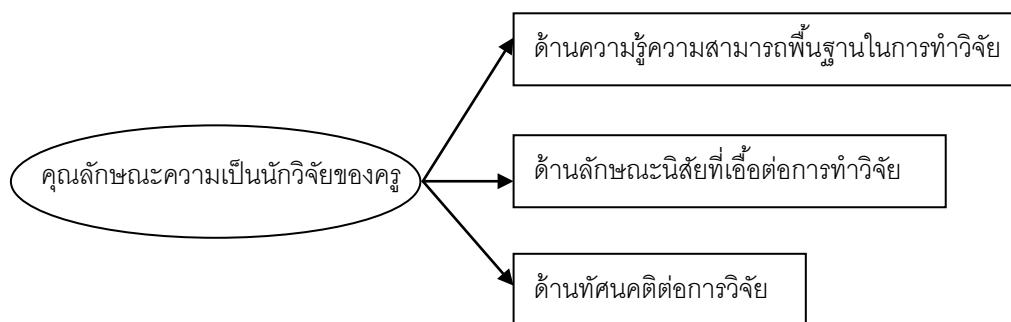 ด้านความรู้ความสามารถพื้นฐานในการทำวิจัย
คุณลักษณะความเป็นนักวิจัยของครู
ด้านลักษณะนิสัยที่เอื้อต่อการทำวิจัย
ด้านทัศนคติต่อการวิจัย